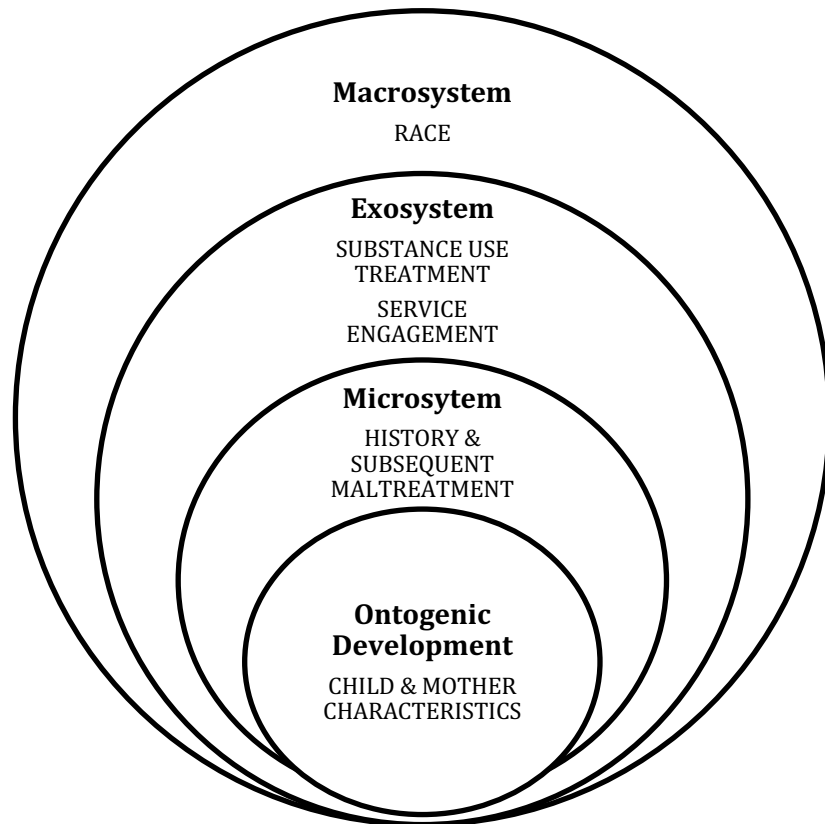 Macrosystem
RACE
Exosystem
SUBSTANCE USE
TREATMENT
SERVICE
ENGAGEMENT
Microsytem
HISTORY &
SUBSEQUENT
MALTREATMENT
Ontogenic
Development
CHILD & MOTHER
CHARACTERISTICS